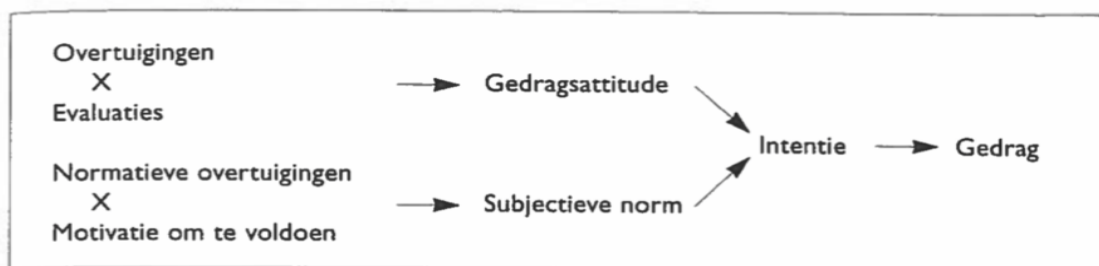 Overtuigingen
X
Evaluaties
Gedragsattitude
Intentie
Gedrag
Normatieve overtuigingen
X
Motivatie om te voldoen
Subjectieve norm